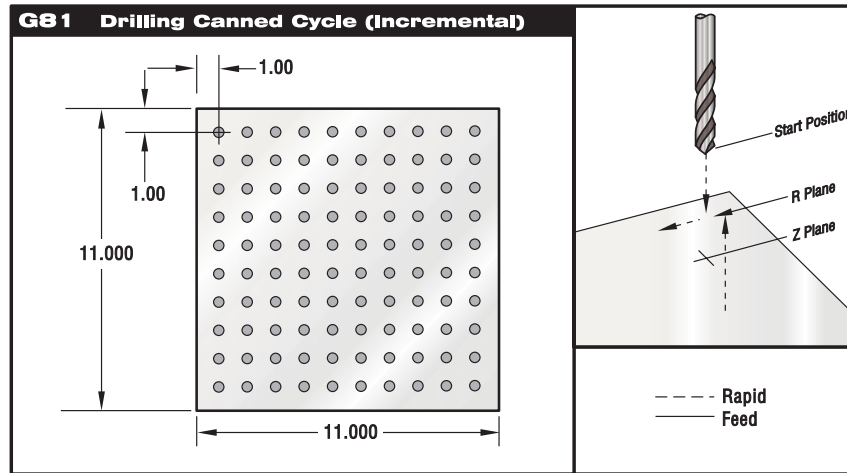 G81 Drilling Canned Cycle (Incremental)
1.00
1.00
11.000
11.000
Start Position
R Plane
Z Plane
Rapid
Feed